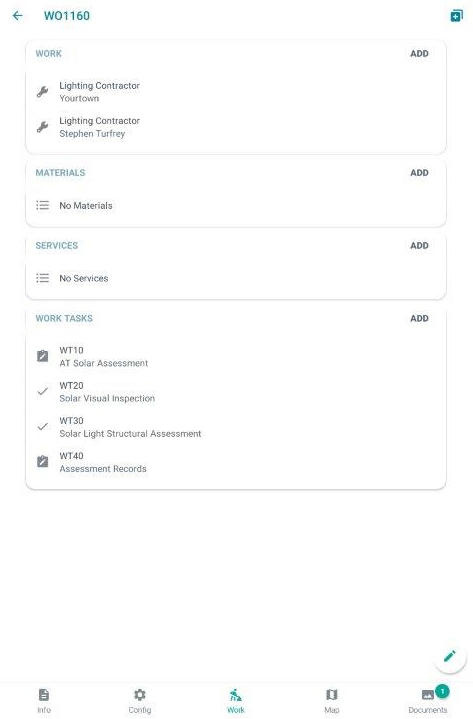 WO1160
WORK ADD
Lighting Contractor
Yourtown
Lighting Contractor
Stephen Turfrey
MATERIALS ADD
No Materials
SERVICES ADD
No Services
WORK TASKS ADD
WT10
AT Solar Assessment
WT20
Solar Visual Inspection
WT30
Solar Light Structural Assessment
WT40
Assessment Records
1
Info Config Work Map Documents